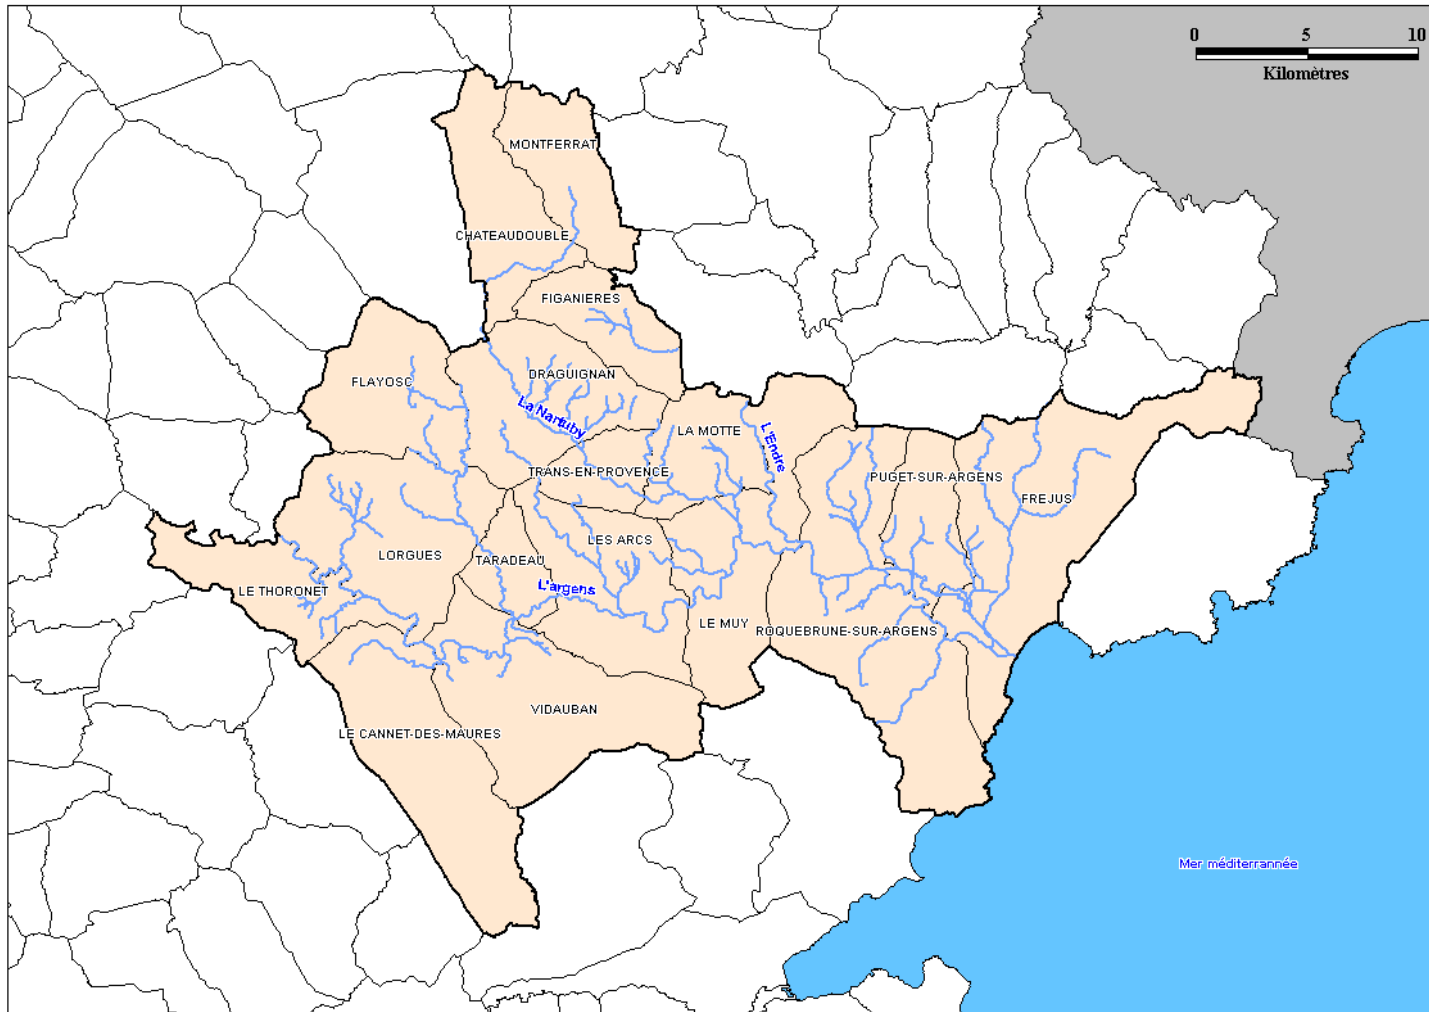 0 5 10
Kilomètres
MONTFERRAT
CHATEAUDOUBLE
FIGANIERES
FLAYOSC
DRAGUIGNAN
La Nartuby
LA MOTTE
L'Endre
TRANS-EN-PROVENCE
PUGET-SUR-ARGENS
FREJUS
LES ARCS
LORGUES
TARADEAU
L'argens
LE THORONET
LE MUY
ROQUEBRUNE-SUR-ARGENS
VIDAUBAN
LE CANNET-DES-MAURES
Mer méditerrannée